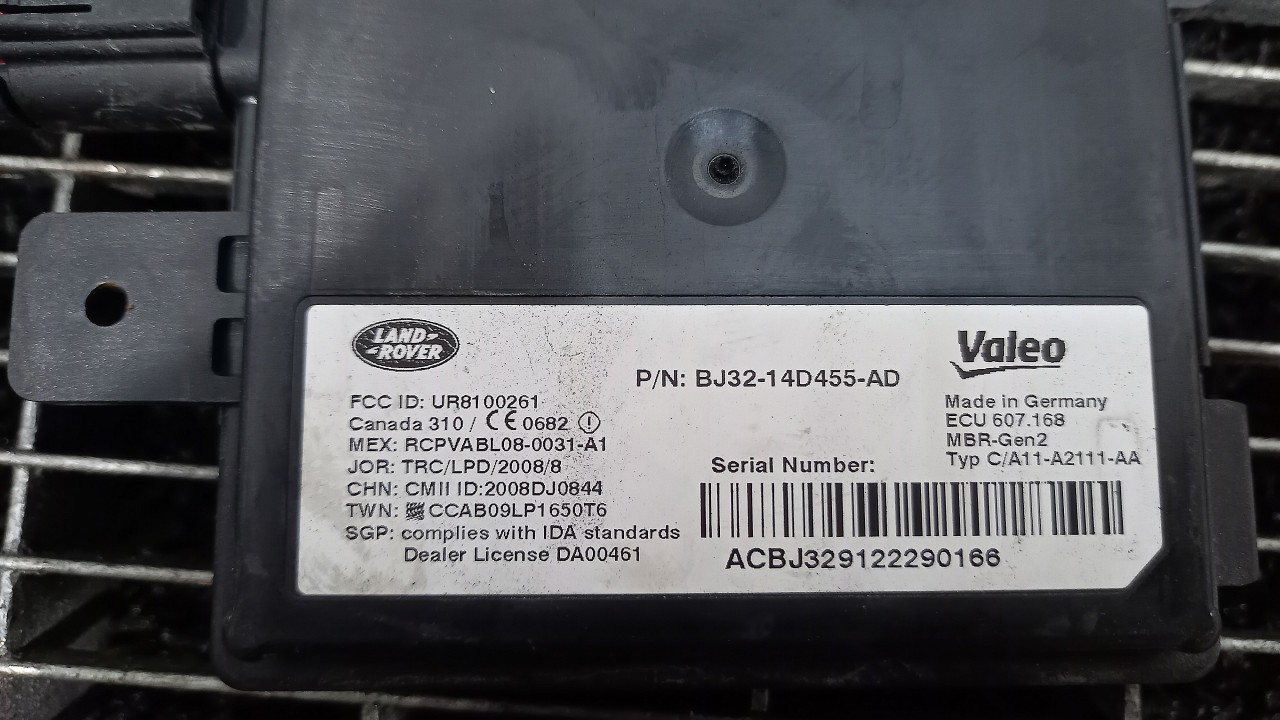 LAND ROVER
Valeo
P/N: BJ32-14D455-AD
FCC ID: UR8100261
Canada 310 / CE 0682
MEX: RCPVABL08-0031-A1
JOR: TRC/LPD/2008/8
CHN: CMII ID:2008DJ0844
TWN: CCAB09LP1650T6
SGP: complies with IDA standards
Dealer License DA00461
Made in Germany
ECU 607.168
MBR-Gen2
Typ C/A11-A2111-AA
Serial Number:
ACBJ329122290166